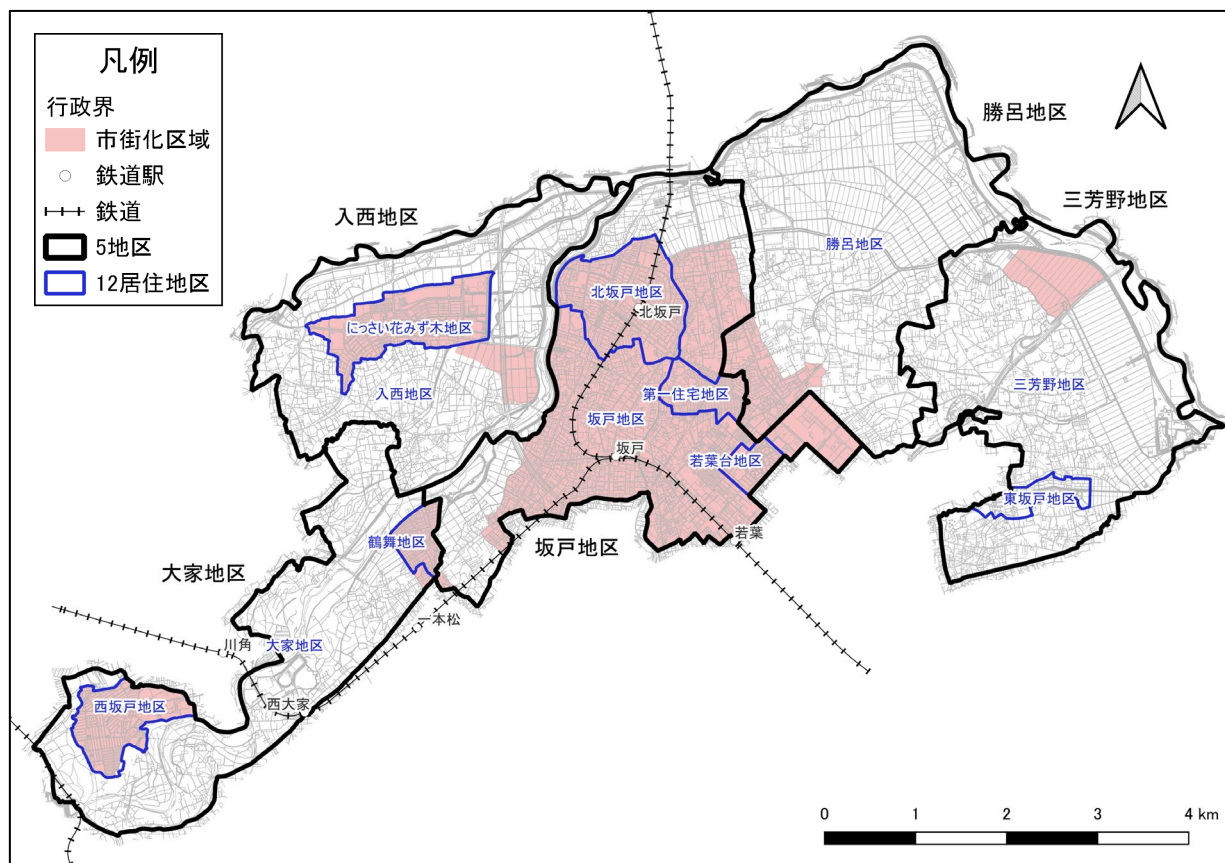 凡例
行政界
市街化区域
鉄道駅
鉄道
5地区
12居住地区
勝呂地区
三芳野地区
入西地区
勝呂地区
北坂戸地区
北坂戸
にっさい花みず木地区
入西地区
第一住宅地区
三芳野地区
坂戸地区
坂戸
若葉台地区
東坂戸地区
若葉
坂戸地区
鶴舞地区
大家地区
一本松
川角
大家地区
西大家
西坂戸地区
0 1 2 3 4 km